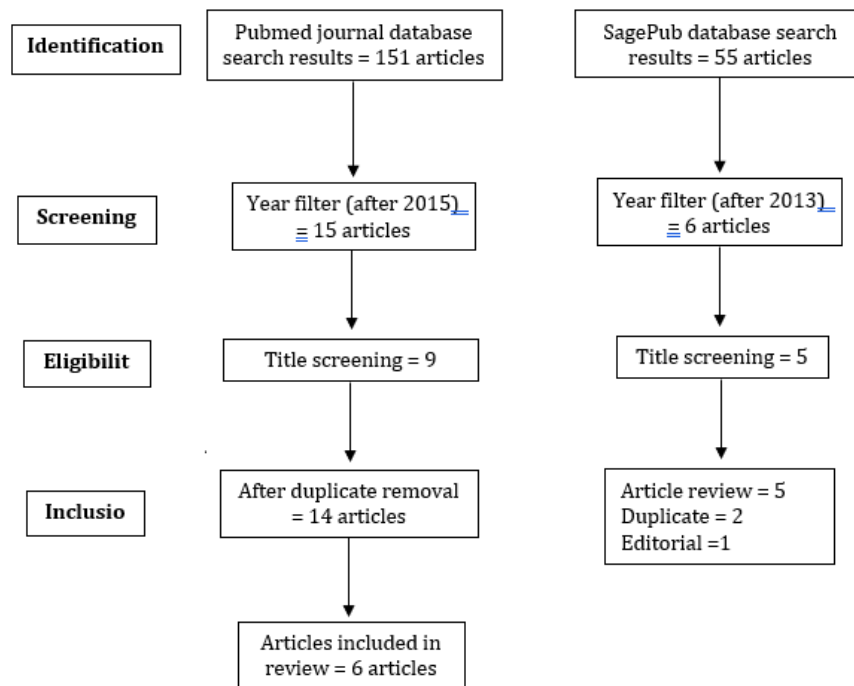 Identification
Pubmed journal database
search results = 151 articles
SagePub database search
results = 55 articles
Screening
Year filter (after 2015)
= 15 articles
Year filter (after 2013)
= 6 articles
Eligibilit
Title screening = 9
Title screening = 5
Inclusio
After duplicate removal
= 14 articles
Article review = 5
Duplicate = 2
Editorial =1
Articles included in
review = 6 articles